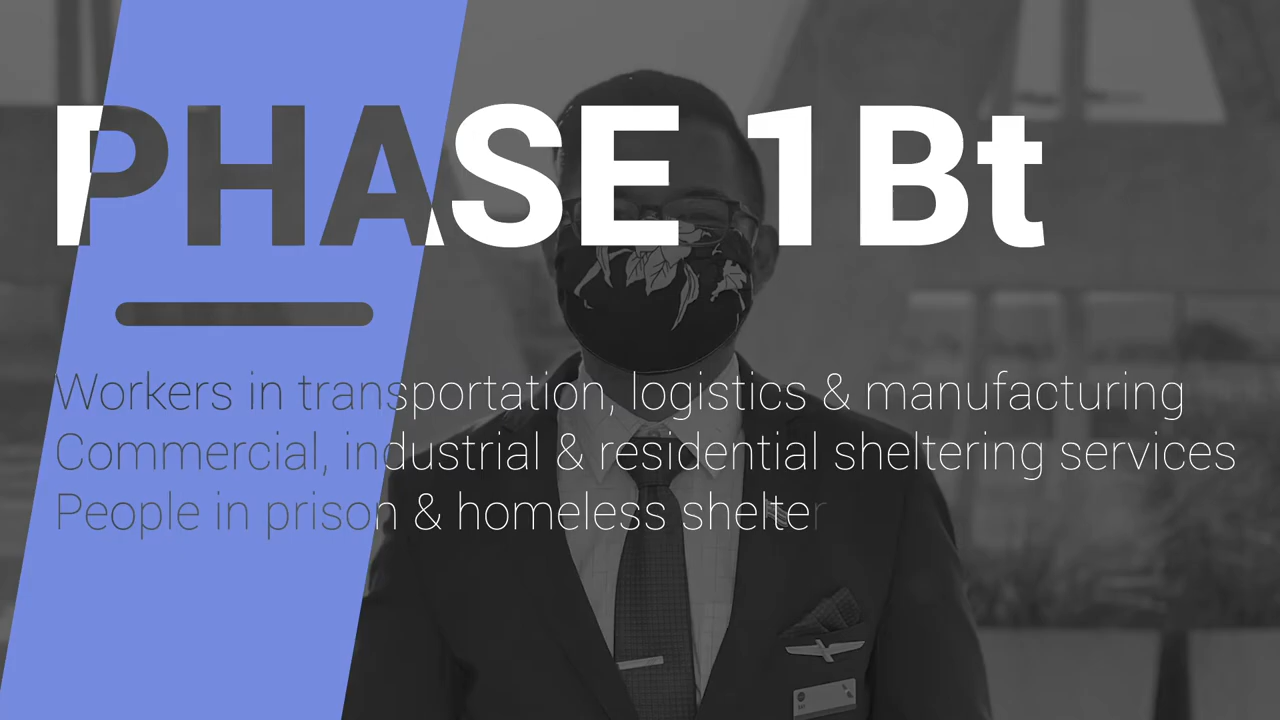 PHASE 1Bt
Workers in transportation, logistics & manufacturing
Commercial, industrial & residential sheltering services
People in prison & homeless shelter